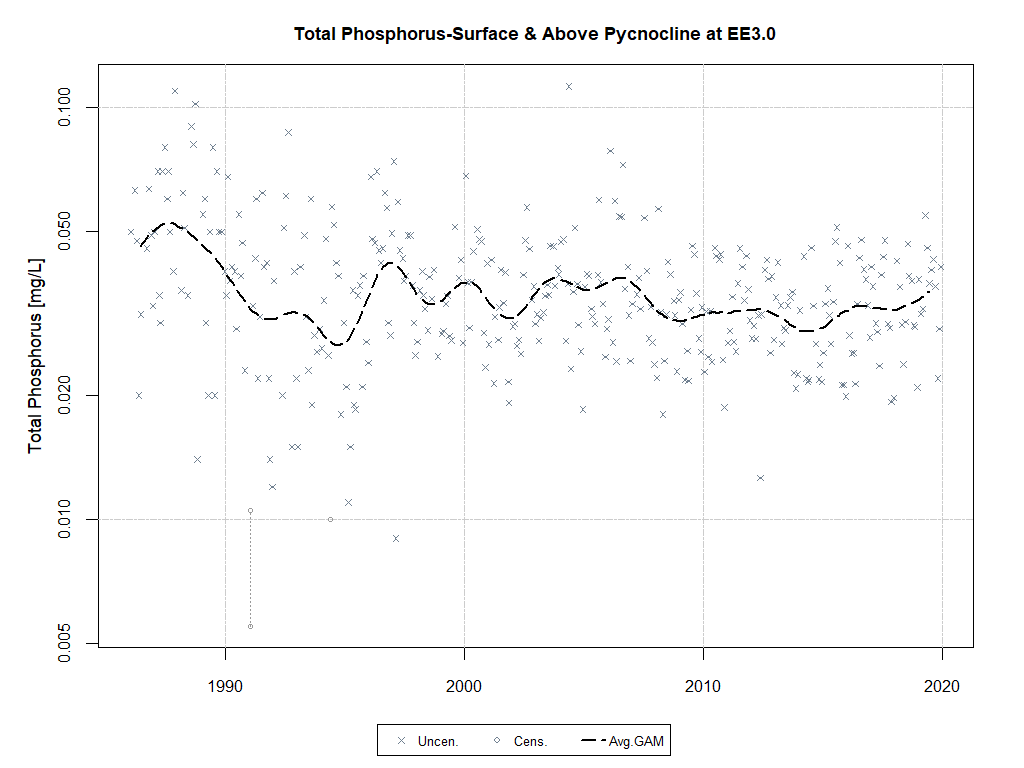 Total Phosphorus-Surface & Above Pycnocline at EE3.0
Total Phosphorus [mg/L]
0.100
0.050
0.020
0.010
0.005
1990 2000 2010 2020
Uncen. Cens. Avg.GAM